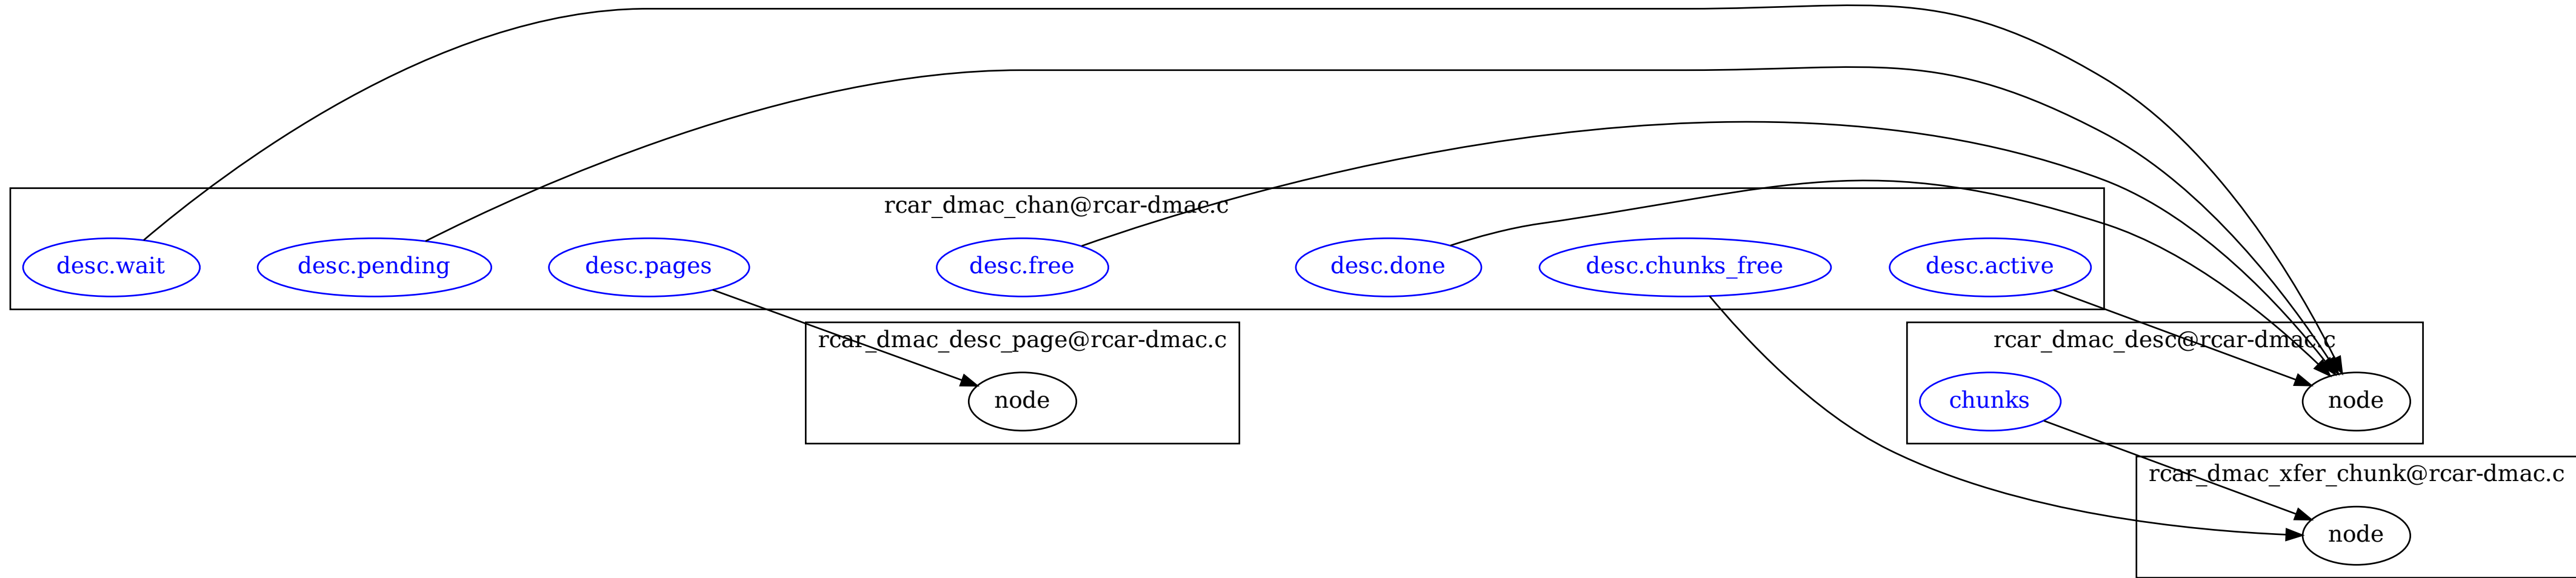 rcar_dmac_chan@rcar-dmac.c
desc.wait
desc.pending
desc.pages
desc.free
desc.done
desc.chunks_free
desc.active
rcar_dmac_desc_page@rcar-dmac.c
node
rcar_dmac_desc@rcar-dmac.c
chunks
node
rcar_dmac_xfer_chunk@rcar-dmac.c
node